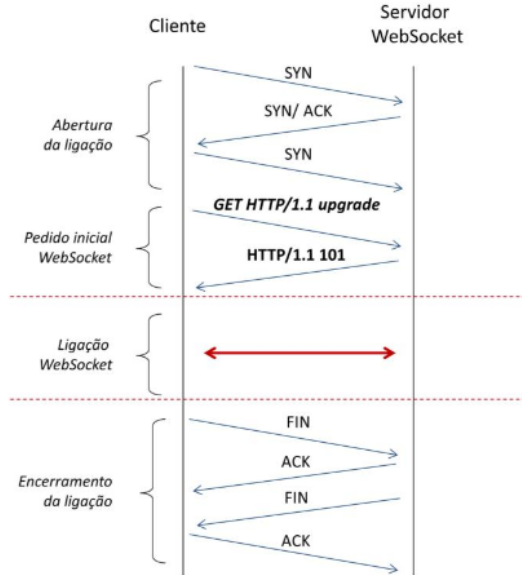 Cliente
Servidor
WebSocket
SYN
SYN/ ACK
SYN
Abertura
da ligação
GET HTTP/1.1 upgrade
HTTP/1.1 101
Pedido inicial
WebSocket
Ligação
WebSocket
FIN
ACK
FIN
ACK
Encerramento
da ligação